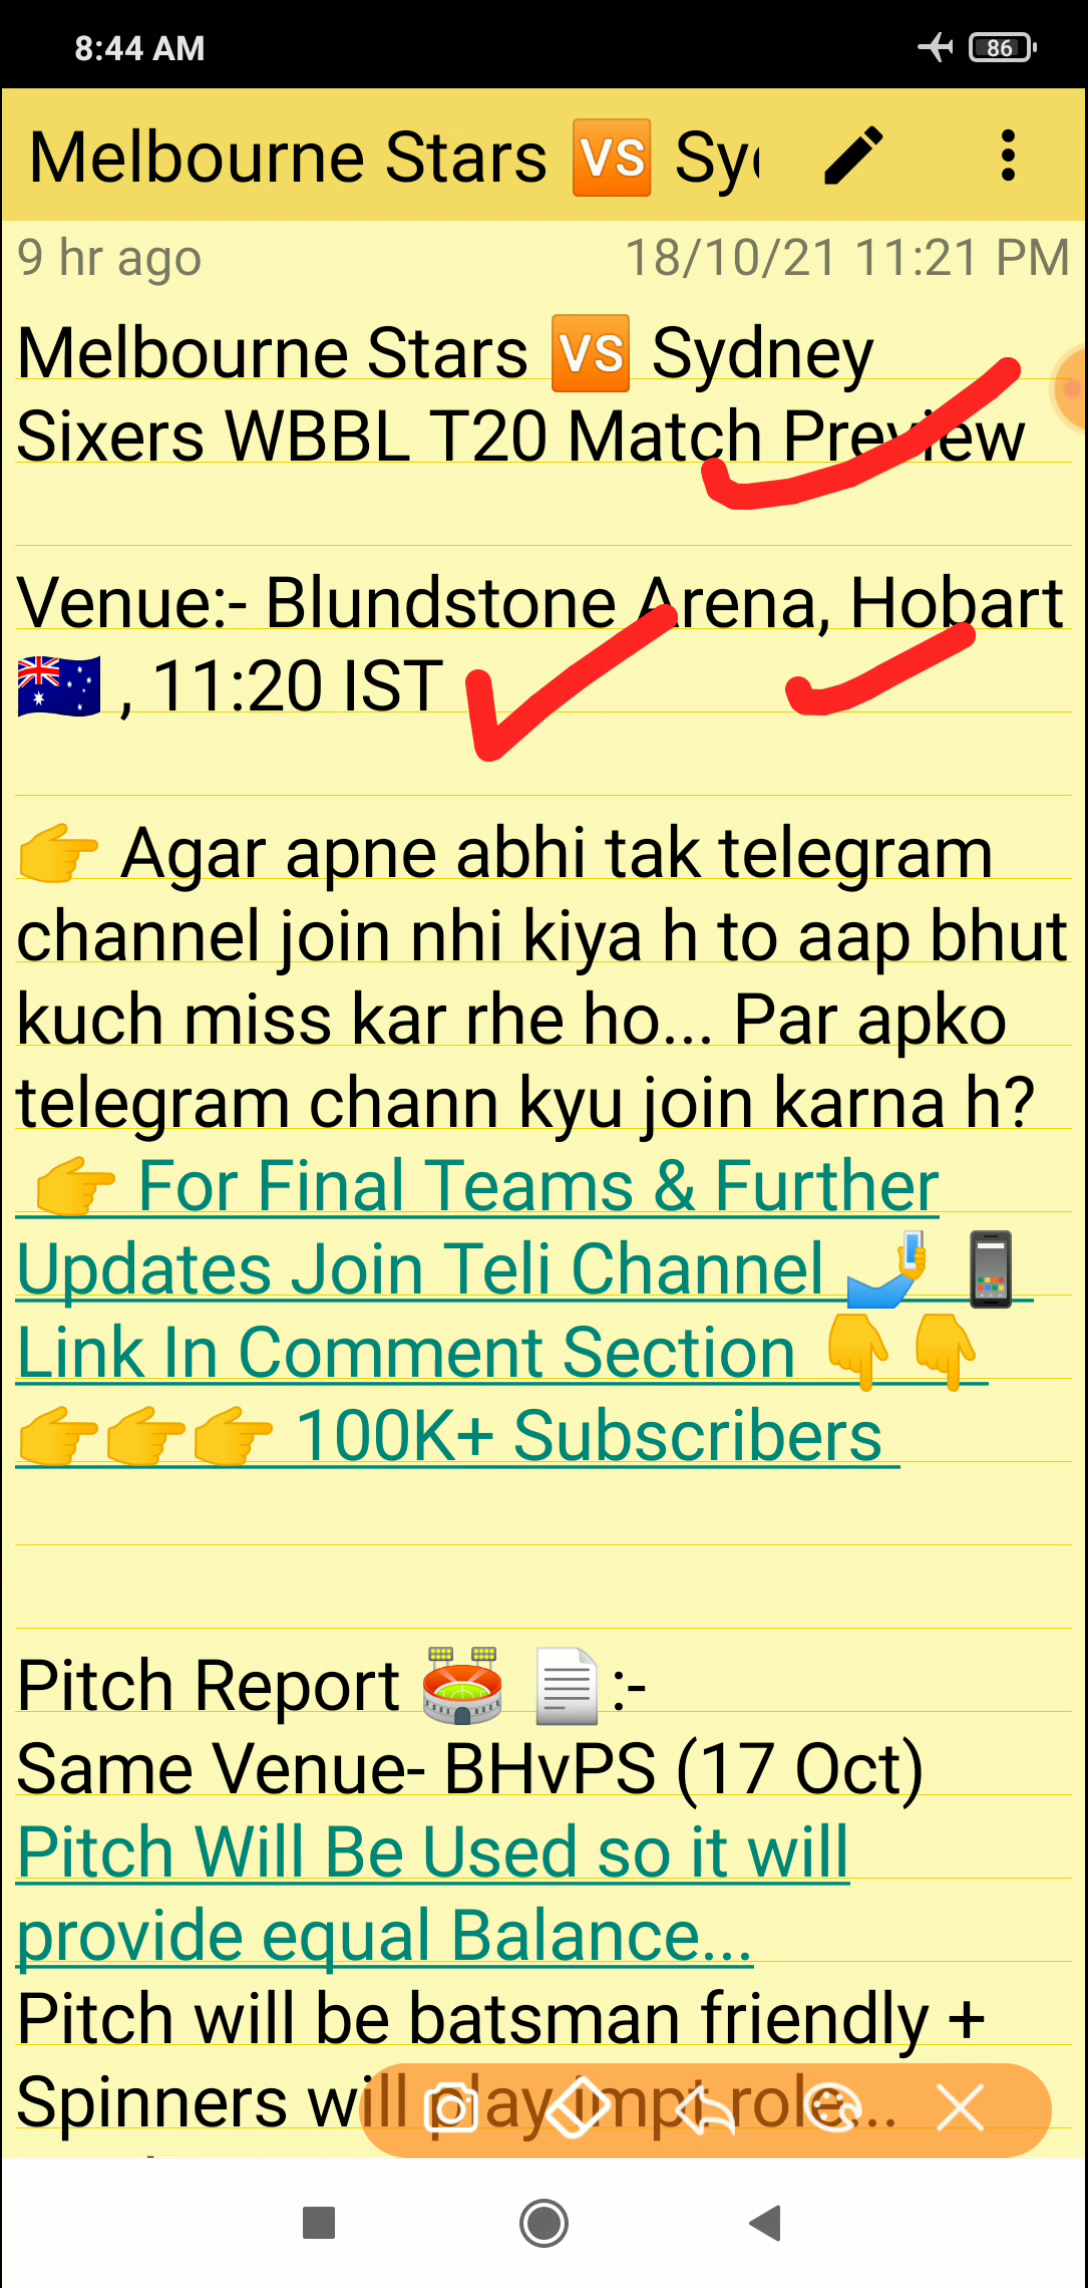 8:44 AM 86
Melbourne Stars 🆚 Sy
9 hr ago 18/10/21 11:21 PM
Melbourne Stars 🆚 Sydney
Sixers WBBL T20 Match Preview
Venue:- Blundstone Arena, Hobart
🇦🇺 , 11:20 IST
👉 Agar apne abhi tak telegram
channel join nhi kiya h to aap bhut
kuch miss kar rhe ho... Par apko
telegram chann kyu join karna h?
👉 For Final Teams & Further
Updates Join Teli Channel 🤳 📱
Link In Comment Section 👇👇
👉👉👉 100K+ Subscribers
Pitch Report 🏟 📄:-
Same Venue- BHvPS (17 Oct)
Pitch Will Be Used so it will
provide equal Balance...
Pitch will be batsman friendly +
Spinners will play impt role...